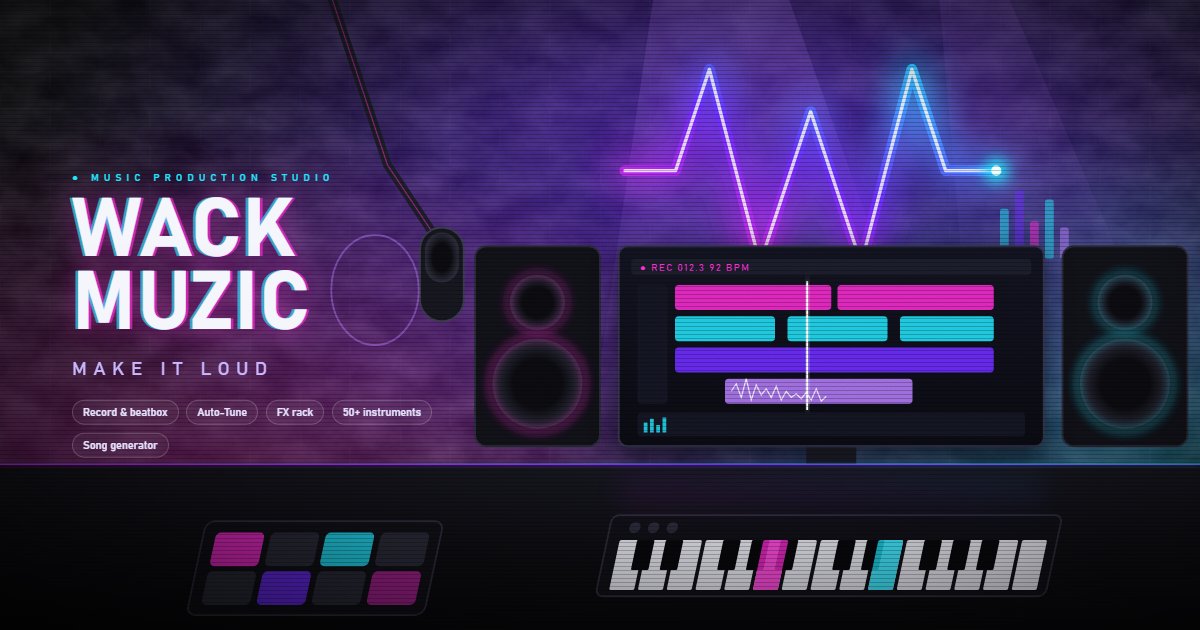 MUSIC PRODUCTION STUDIO
WACK
MUZIC
MAKE IT LOUD
Record & beatbox
Auto-Tune
FX rack
50+ instruments
Song generator
REC 012.3 92 BPM